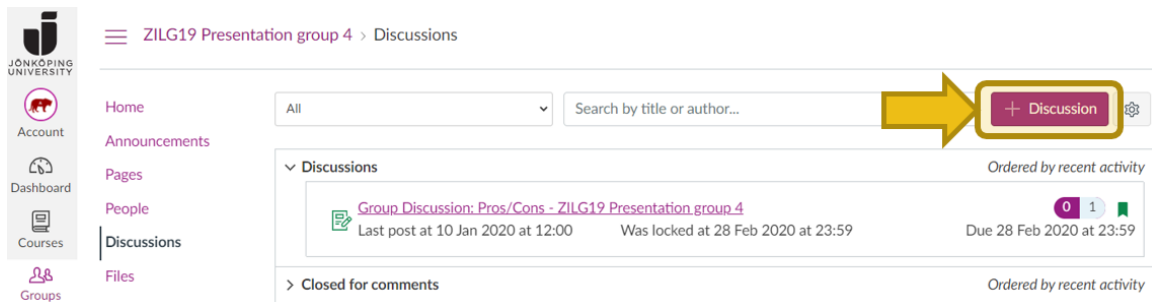 JÖNKÖPING
UNIVERSITY
Account
Dashboard
Courses
Groups
ZILG19 Presentation group 4 › Discussions
Home
Announcements
Pages
People
Discussions
Files
All
Search by title or author...
+ Discussion
Discussions
Ordered by recent activity
Group Discussion: Pros/Cons - ZILG19 Presentation group 4
0 1
Last post at 10 Jan 2020 at 12:00 Was locked at 28 Feb 2020 at 23:59 Due 28 Feb 2020 at 23:59
Closed for comments
Ordered by recent activity